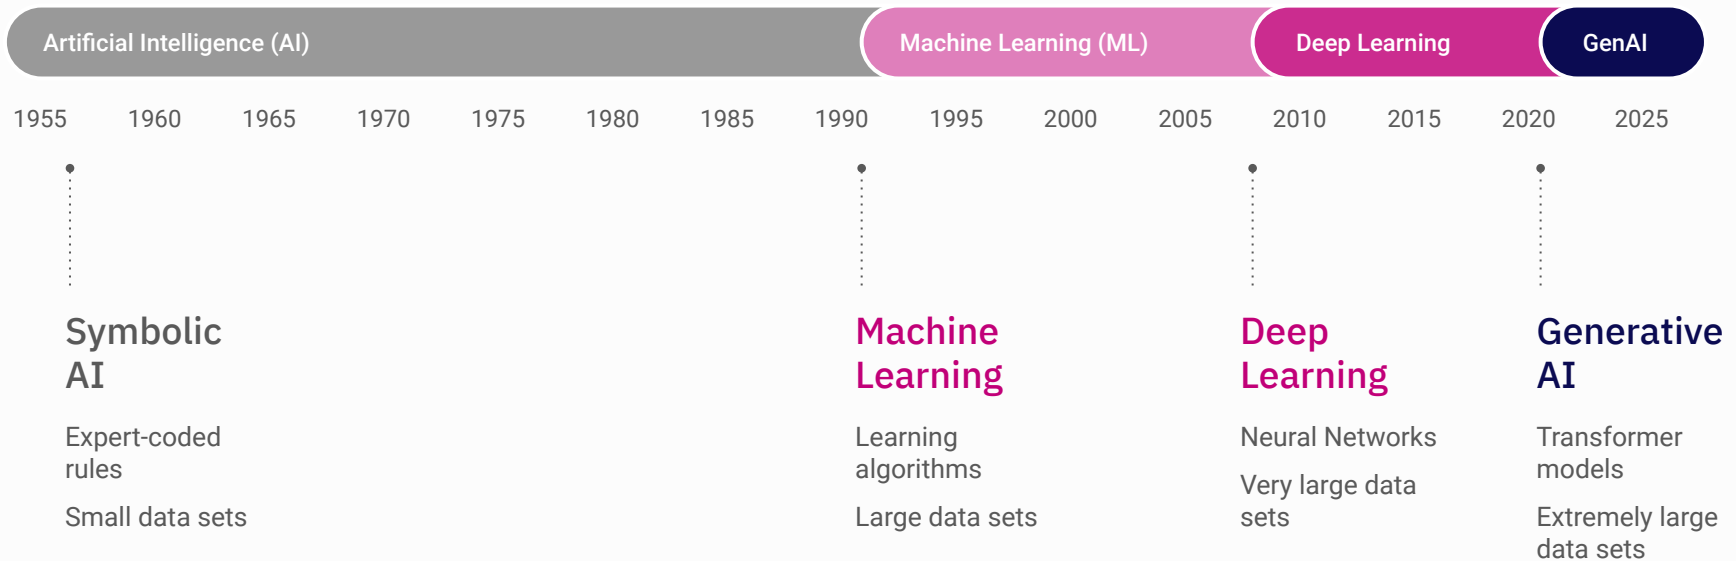 Artificial Intelligence (AI)
Machine Learning (ML)
Deep Learning
GenAI
1955 1960 1965 1970 1975 1980 1985 1990 1995 2000 2005 2010 2015 2020 2025
Symbolic
AI
Expert-coded
rules
Small data sets
Machine
Learning
Learning
algorithms
Large data sets
Deep
Learning
Neural Networks
Very large data
sets
Generative
AI
Transformer
models
Extremely large
data sets